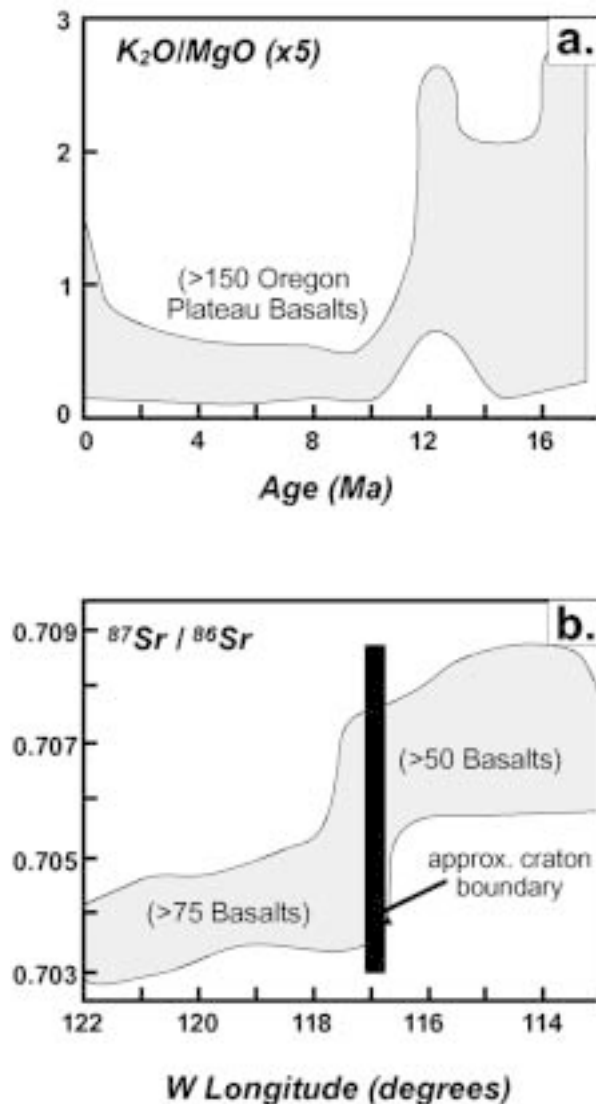 3
K₂O/MgO (x5)
a.
2
(>150 Oregon
Plateau Basalts)
1
0
0 4 8 12 16
Age (Ma)
0.709
⁸⁷Sr / ⁸⁶Sr
b.
0.707
(>50 Basalts)
0.705
approx. craton
boundary
(>75 Basalts)
0.703
122 120 118 116 114
W Longitude (degrees)